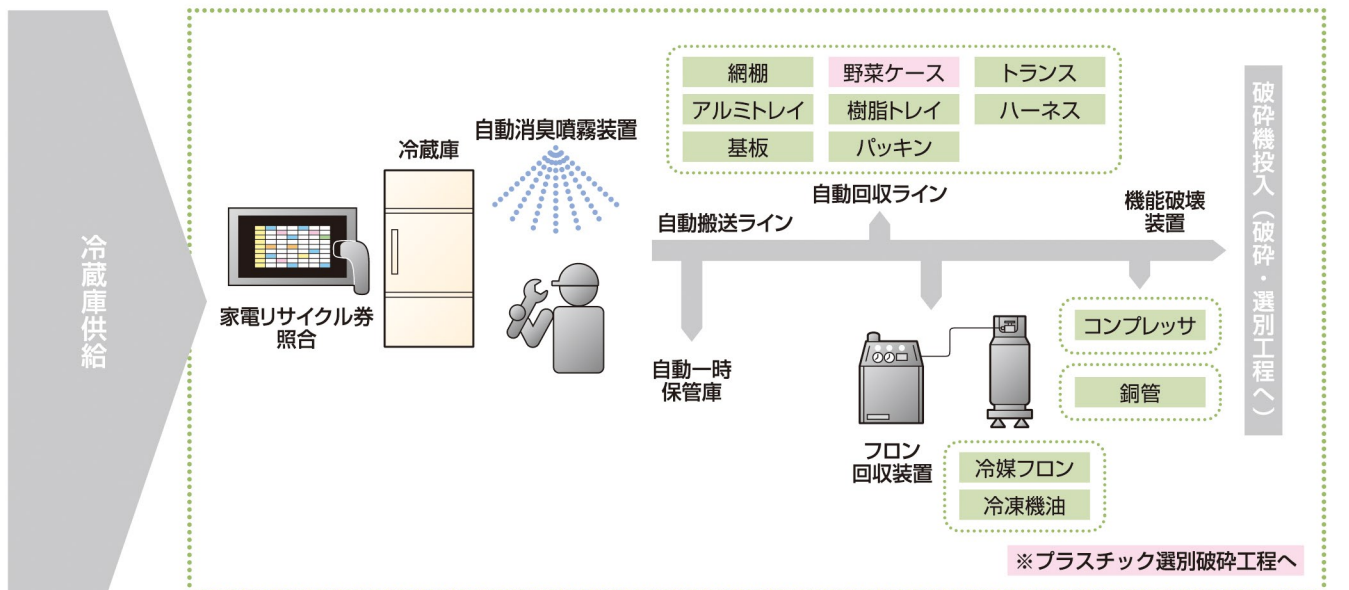 冷蔵庫供給
家電リサイクル券
照合
冷蔵庫
自動消臭噴霧装置
網棚
野菜ケース
トランス
アルミトレイ
樹脂トレイ
ハーネス
基板
パッキン
自動搬送ライン
自動回収ライン
機能破壊
装置
自動一時
保管庫
フロン
回収装置
コンプレッサ
銅管
冷媒フロン
冷凍機油
破砕機投入（破砕・選別工程へ）
※プラスチック選別破砕工程へ